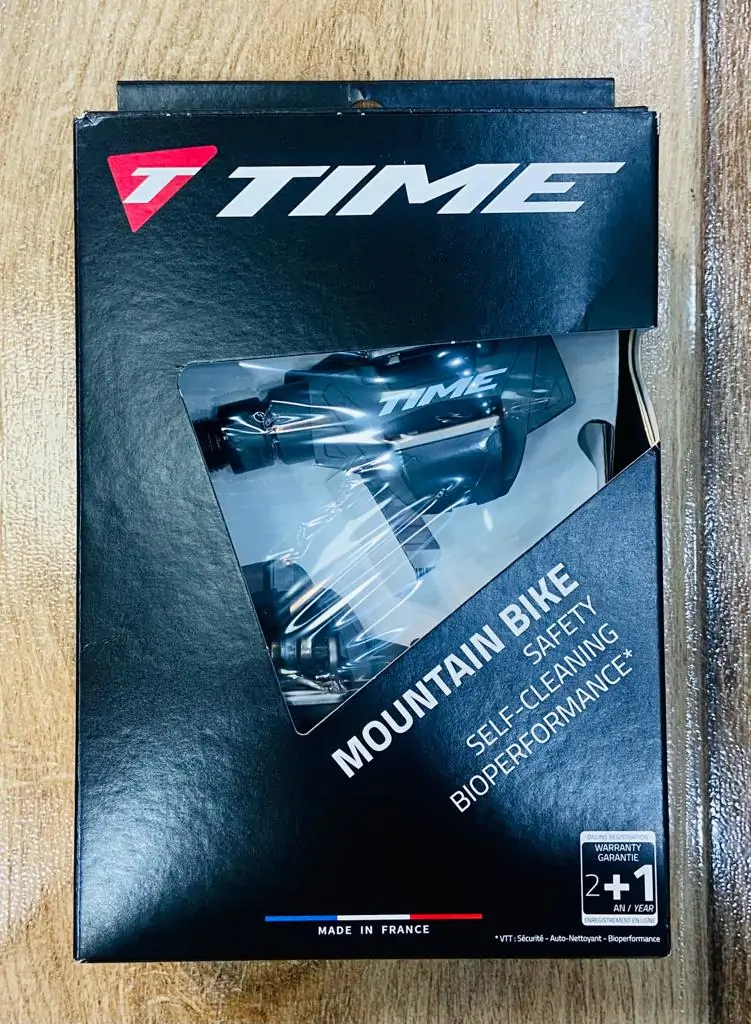 T TIME
TIME
MOUNTAIN BIKE
SAFETY
SELF-CLEANING
BIOPERFORMANCE*
ONLINE REGISTRATION
WARRANTY
GARANTIE
2+1
AN / YEAR
ENREGISTREMENT EN LIGNE
MADE IN FRANCE
* VTT : Sécurité - Auto-Nettoyant - Bioperformance